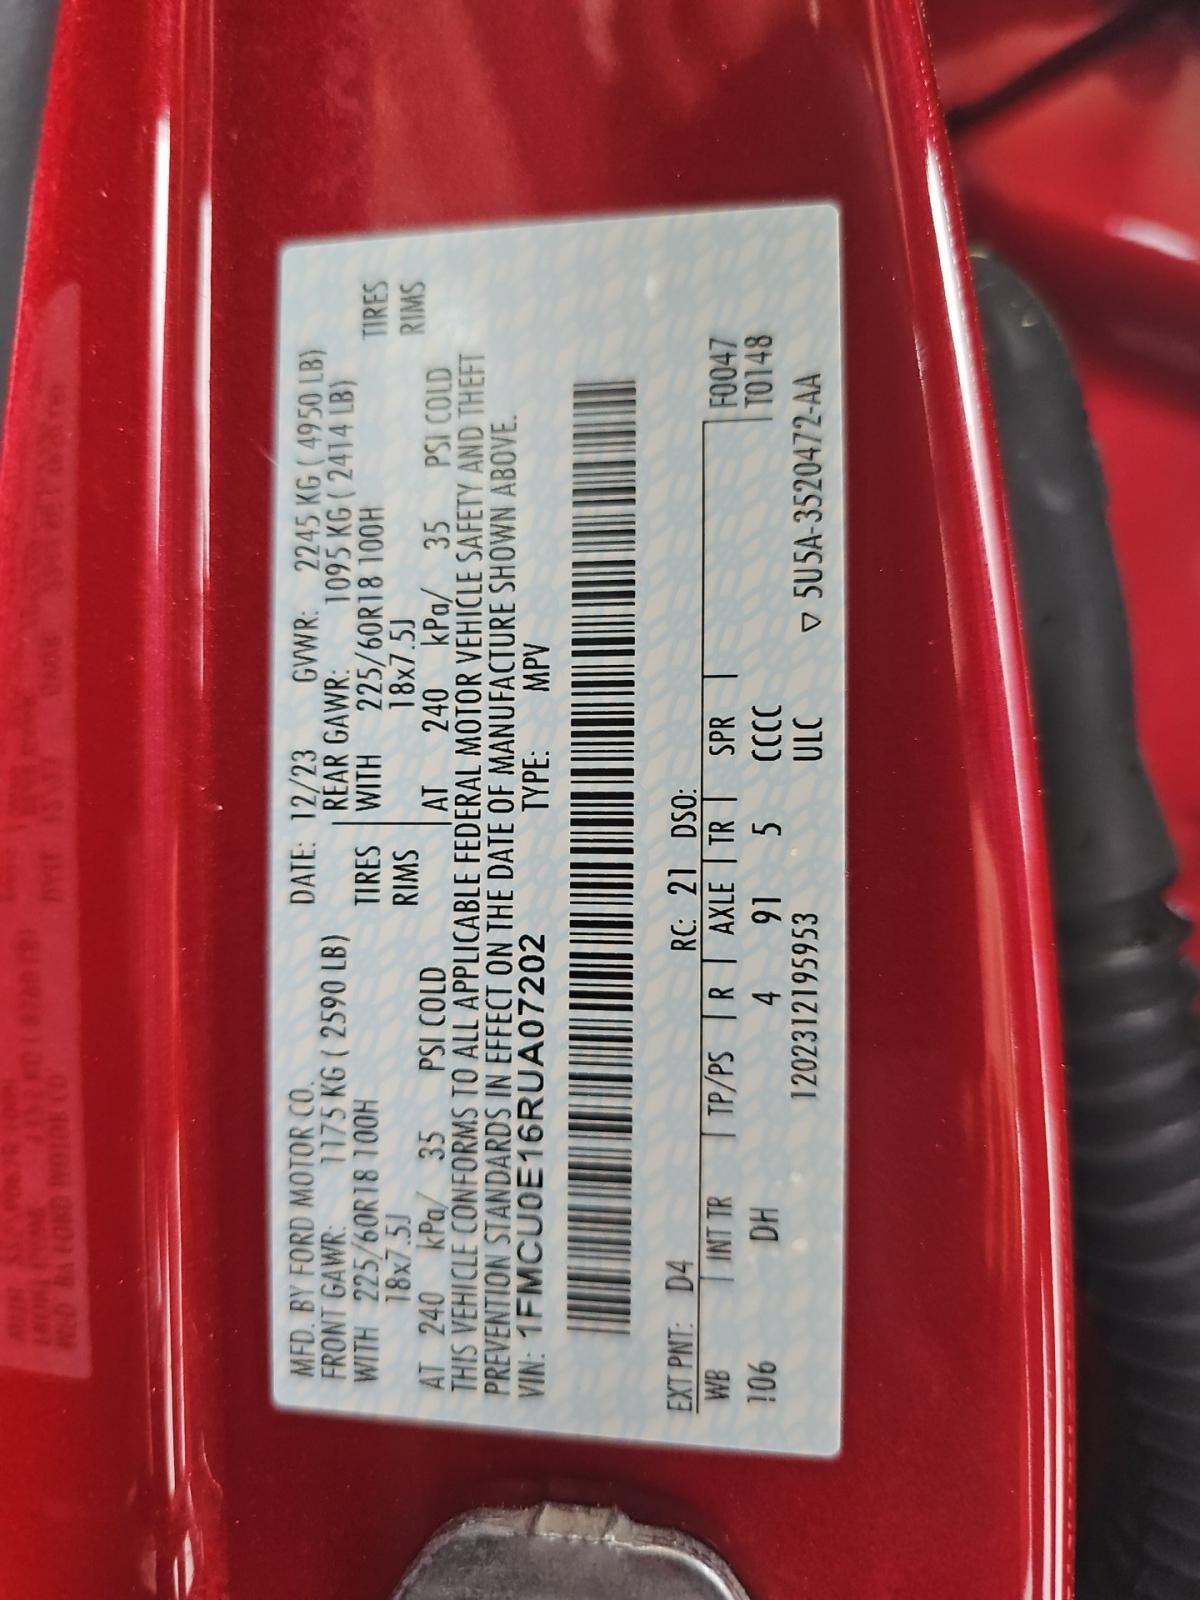 MFD. BY FORD MOTOR CO. DATE: 12/23 GVWR: 2245 KG ( 4950 LB)
FRONT GAWR: 1175 KG ( 2590 LB) REAR GAWR: 1095 KG ( 2414 LB)
WITH 225/60R18 100H TIRES WITH 225/60R18 100H TIRES
18x7.5J RIMS 18x7.5J RIMS
AT 240 kPa/ 35 PSI COLD AT 240 kPa/ 35 PSI COLD
THIS VEHICLE CONFORMS TO ALL APPLICABLE FEDERAL MOTOR VEHICLE SAFETY AND THEFT
PREVENTION STANDARDS IN EFFECT ON THE DATE OF MANUFACTURE SHOWN ABOVE.
VIN: 1FMCU0E16RUA07202 TYPE: MPV
EXT PNT: D4 RC: 21 DSO:
WB INT TR TP/PS R AXLE TR SPR F0047
106 DH 4 91 5 CCCC T0148
1202312195953 ULC ▽ 5U5A-3520472-AA